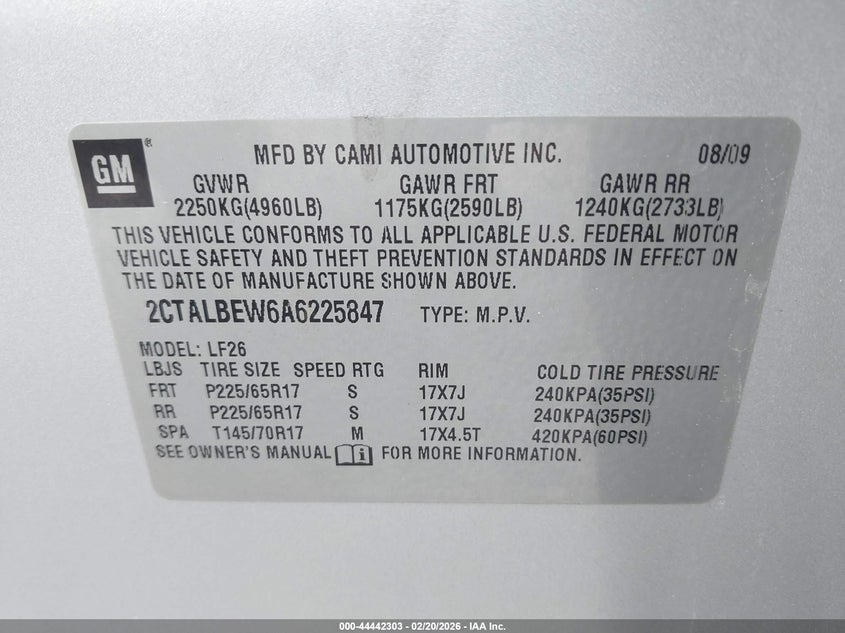 GM®
MFD BY CAMI AUTOMOTIVE INC. 08/09
GVWR GAWR FRT GAWR RR
2250KG(4960LB) 1175KG(2590LB) 1240KG(2733LB)
THIS VEHICLE CONFORMS TO ALL APPLICABLE U.S. FEDERAL MOTOR
VEHICLE SAFETY AND THEFT PREVENTION STANDARDS IN EFFECT ON
THE DATE OF MANUFACTURE SHOWN ABOVE.
2CTALBEW6A6225847 TYPE: M.P.V.
MODEL: LF26
LBJS TIRE SIZE SPEED RTG RIM COLD TIRE PRESSURE
FRT P225/65R17 S 17X7J 240KPA(35PSI)
RR P225/65R17 S 17X7J 240KPA(35PSI)
SPA T145/70R17 M 17X4.5T 420KPA(60PSI)
SEE OWNER'S MANUAL i FOR MORE INFORMATION.
000-44442303 - 02/20/2026 - IAA Inc.